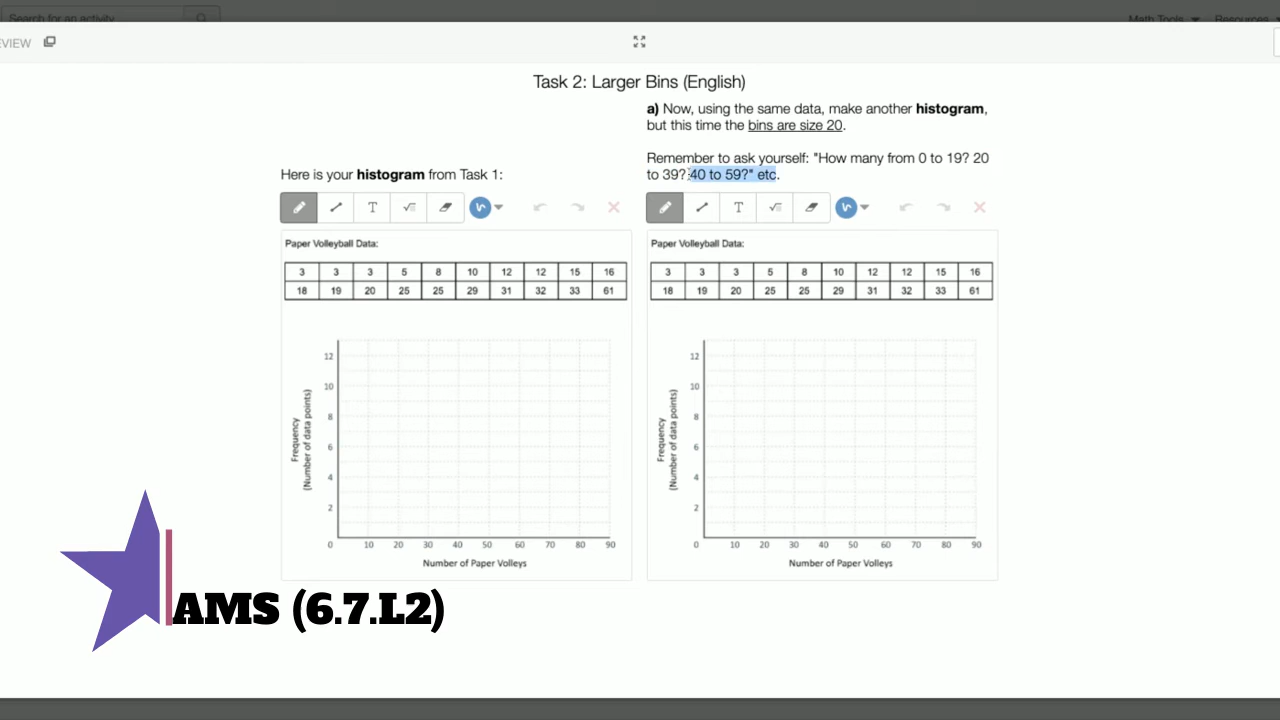 Search for an activity
Math Tools
Resources
VIEW
Task 2: Larger Bins (English)
a) Now, using the same data, make another histogram,
but this time the bins are size 20.
Remember to ask yourself: "How many from 0 to 19? 20
to 39? 40 to 59?" etc.
Here is your histogram from Task 1:
T
√=
T
√=
Paper Volleyball Data:
3 3 3 5 8 10 12 12 15 16
18 19 20 25 25 29 31 32 33 61
12
10
8
6
4
2
0 10 20 30 40 50 60 70 80 90
Frequency
(Number of data points)
Number of Paper Volleys
Paper Volleyball Data:
3 3 3 5 8 10 12 12 15 16
18 19 20 25 25 29 31 32 33 61
12
10
8
6
4
2
0 10 20 30 40 50 60 70 80 90
Frequency
(Number of data points)
Number of Paper Volleys
AMS (6.7.L2)